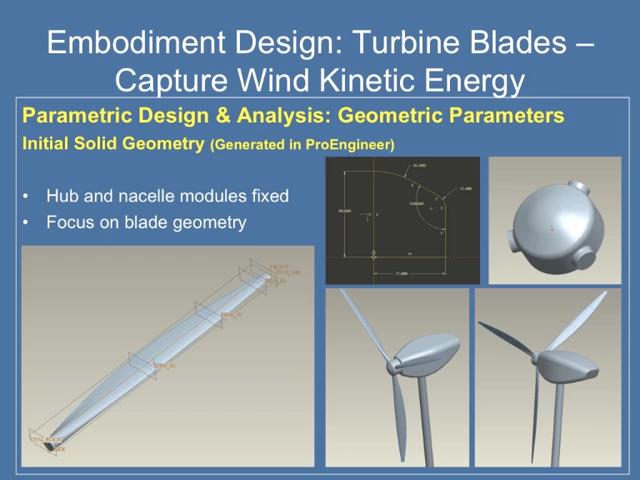 Embodiment Design: Turbine Blades –
Capture Wind Kinetic Energy
Parametric Design & Analysis: Geometric Parameters
Initial Solid Geometry (Generated in ProEngineer)
• Hub and nacelle modules fixed
• Focus on blade geometry